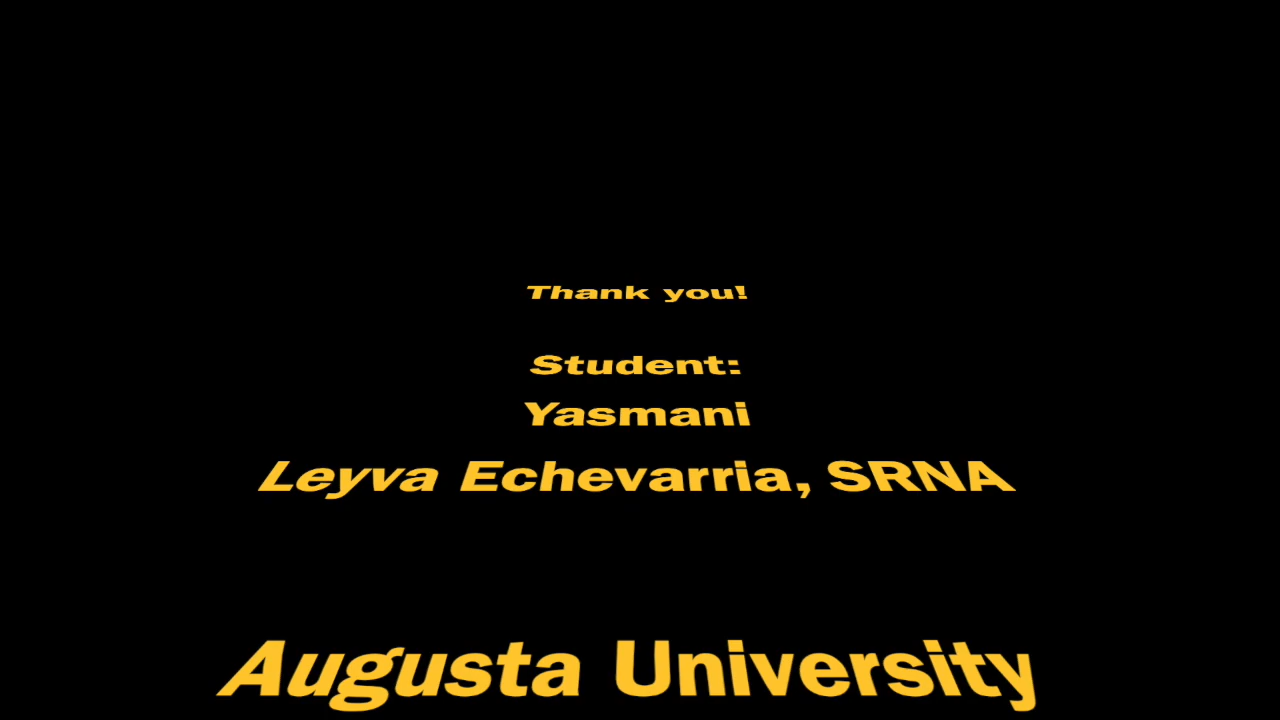 Thank you!
Student:
Yasmani
Leyva Echevarria, SRNA
Augusta University